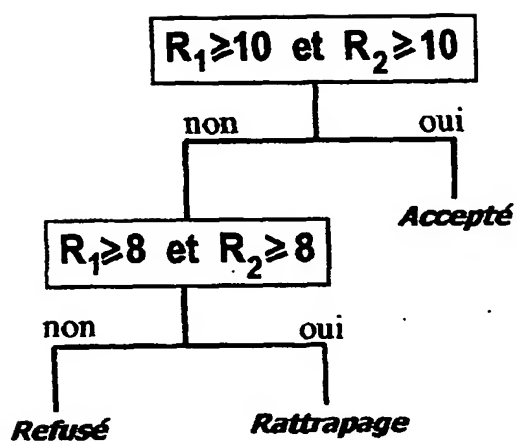 R₁≥10 et R₂≥10
non oui
Accepté
R₁≥8 et R₂≥8
non oui
Refusé Rattrapage